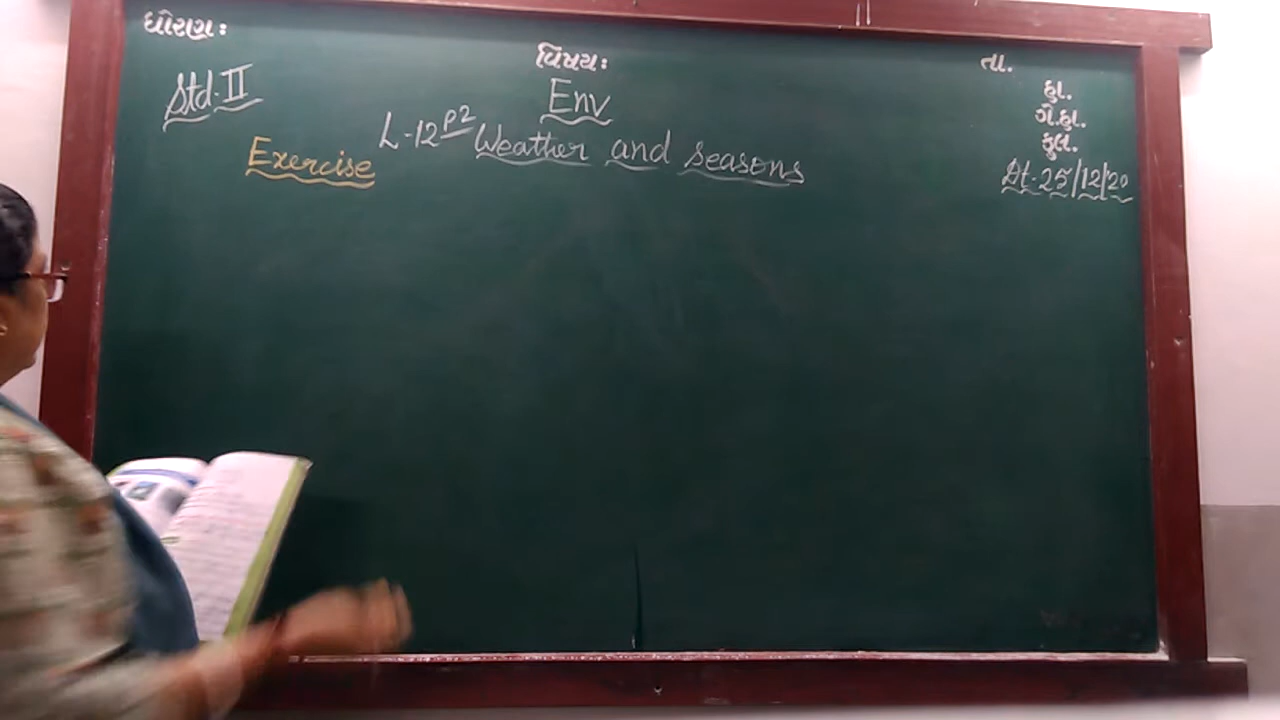 ધોરણ:
વિષય:
તા.
Std. II
Env
હા.
ગે.હા.
કુલ.
L-12 P2 Weather and seasons
Exercise
Dt-25/12/20